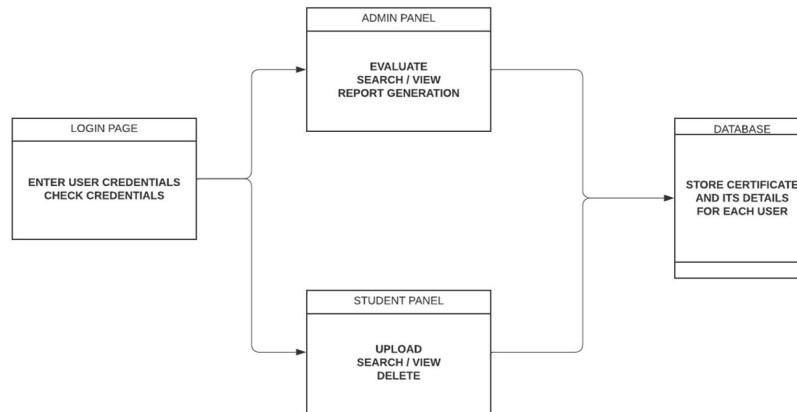 ADMIN PANEL
EVALUATE
SEARCH / VIEW
REPORT GENERATION
LOGIN PAGE
ENTER USER CREDENTIALS
CHECK CREDENTIALS
DATABASE
STORE CERTIFICATE
AND ITS DETAILS
FOR EACH USER
STUDENT PANEL
UPLOAD
SEARCH / VIEW
DELETE